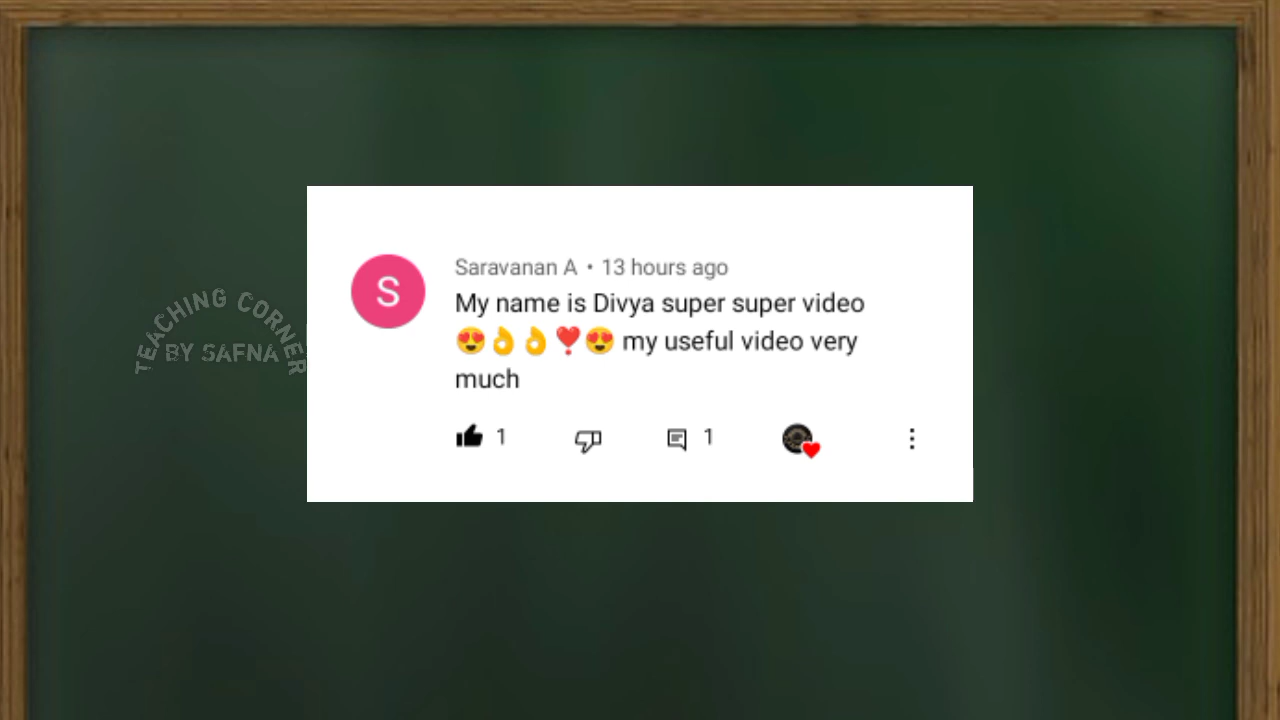 TEACHING CORNER
BY SAFNA
S
Saravanan A • 13 hours ago
My name is Divya super super video
😍👌👌❣️😍 my useful video very
much
1
1